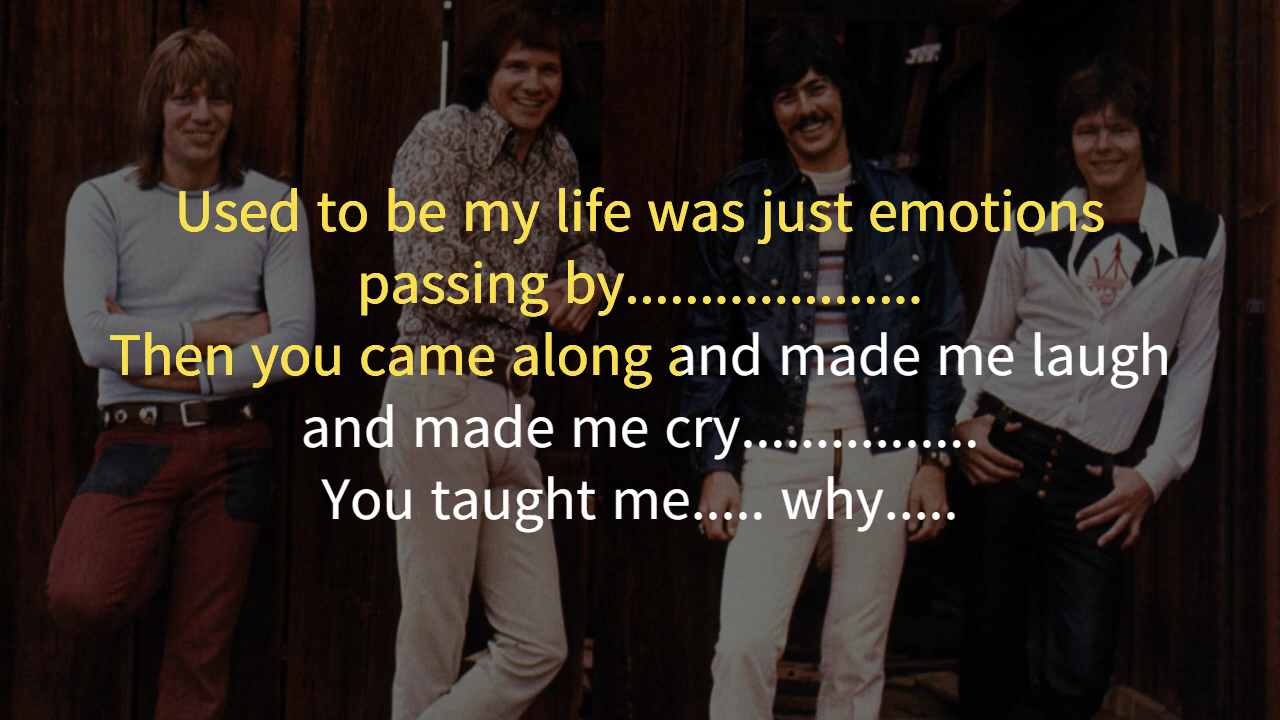 Used to be my life was just emotions
passing by....................
Then you came along and made me laugh
and made me cry................
You taught me..... why.....